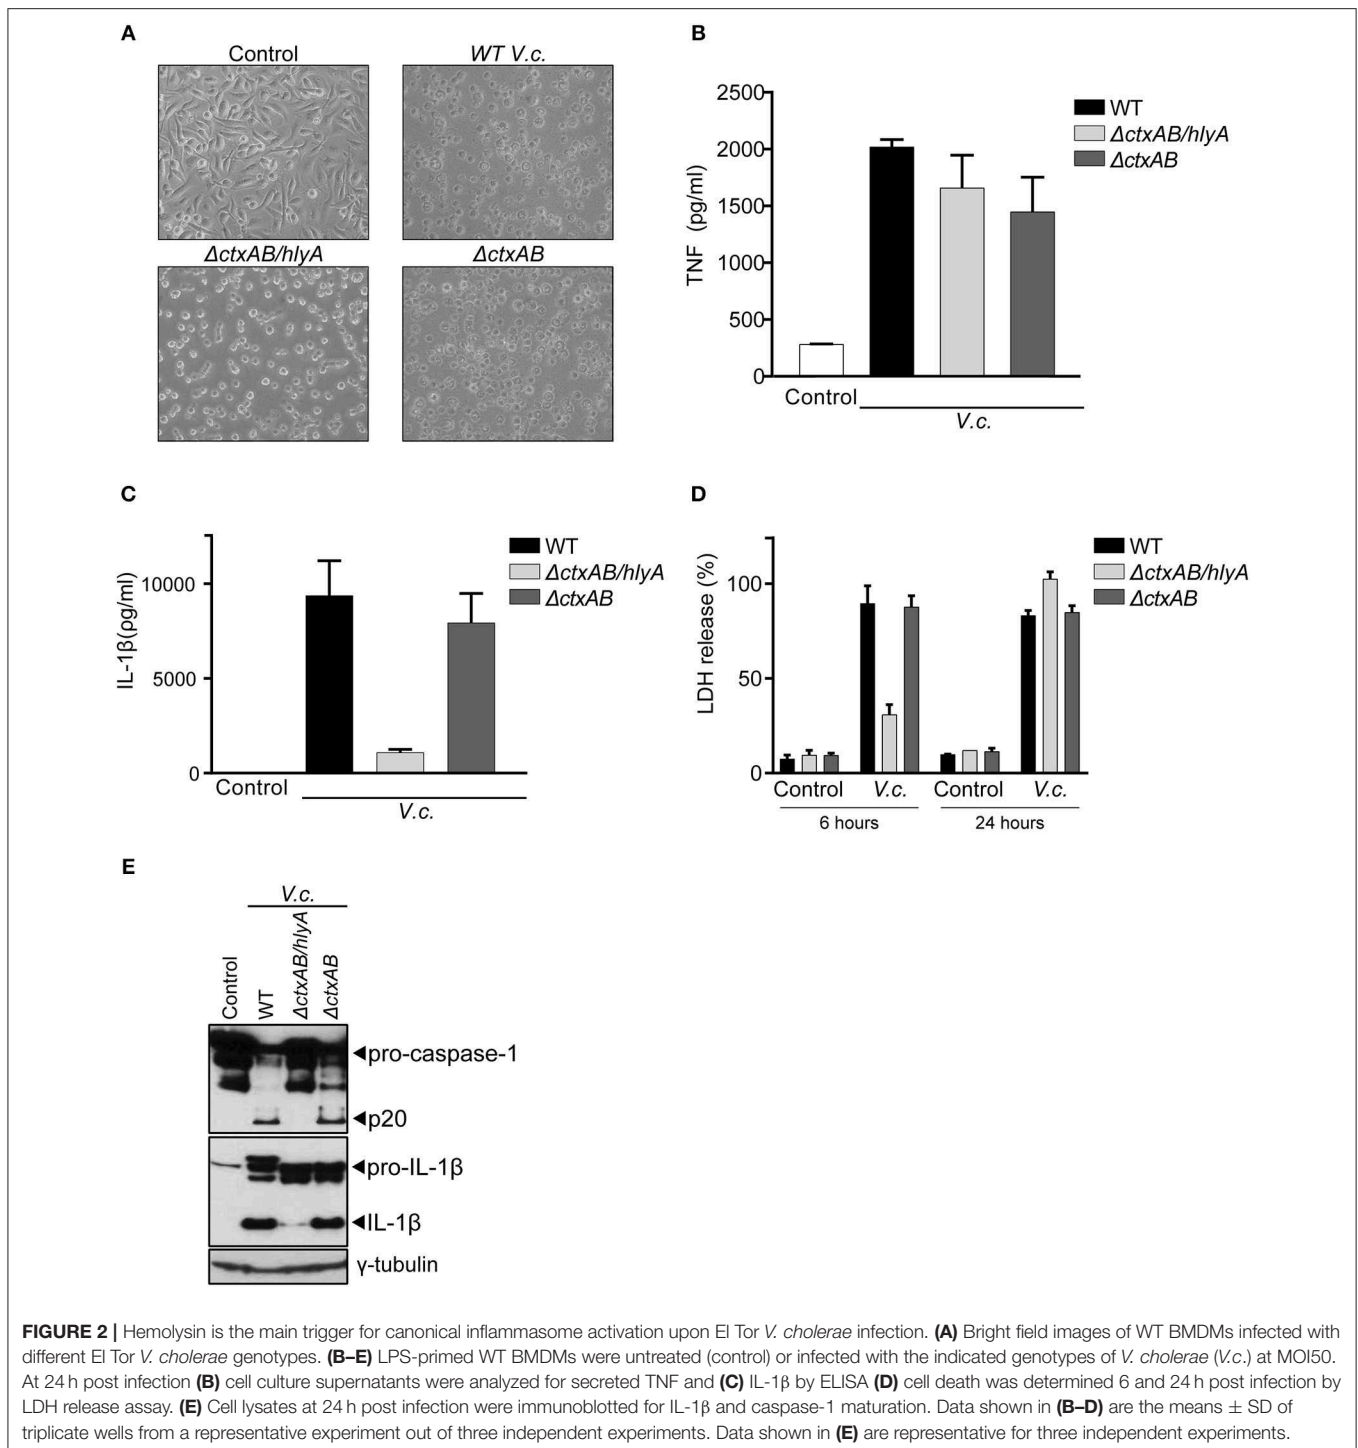 A
Control
WT V.c.
ΔctxAB/hlyA
ΔctxAB
B
2500
2000
1500
1000
500
0
TNF (pg/ml)
Control
V.c.
WT
ΔctxAB/hlyA
ΔctxAB
C
10000
5000
0
IL-1β(pg/ml)
Control
V.c.
WT
ΔctxAB/hlyA
ΔctxAB
D
100
50
0
LDH release (%)
Control V.c. Control V.c.
6 hours 24 hours
WT
ΔctxAB/hlyA
ΔctxAB
E
V.c.
Control
WT
ΔctxAB/hlyA
ΔctxAB
pro-caspase-1
p20
pro-IL-1β
IL-1β
γ-tubulin
FIGURE 2 | Hemolysin is the main trigger for canonical inflammasome activation upon El Tor V. cholerae infection. (A) Bright field images of WT BMDMs infected with
different El Tor V. cholerae genotypes. (B–E) LPS-primed WT BMDMs were untreated (control) or infected with the indicated genotypes of V. cholerae (V.c.) at MOI50.
At 24 h post infection (B) cell culture supernatants were analyzed for secreted TNF and (C) IL-1β by ELISA (D) cell death was determined 6 and 24 h post infection by
LDH release assay. (E) Cell lysates at 24 h post infection were immunoblotted for IL-1β and caspase-1 maturation. Data shown in (B–D) are the means ± SD of
triplicate wells from a representative experiment out of three independent experiments. Data shown in (E) are representative for three independent experiments.